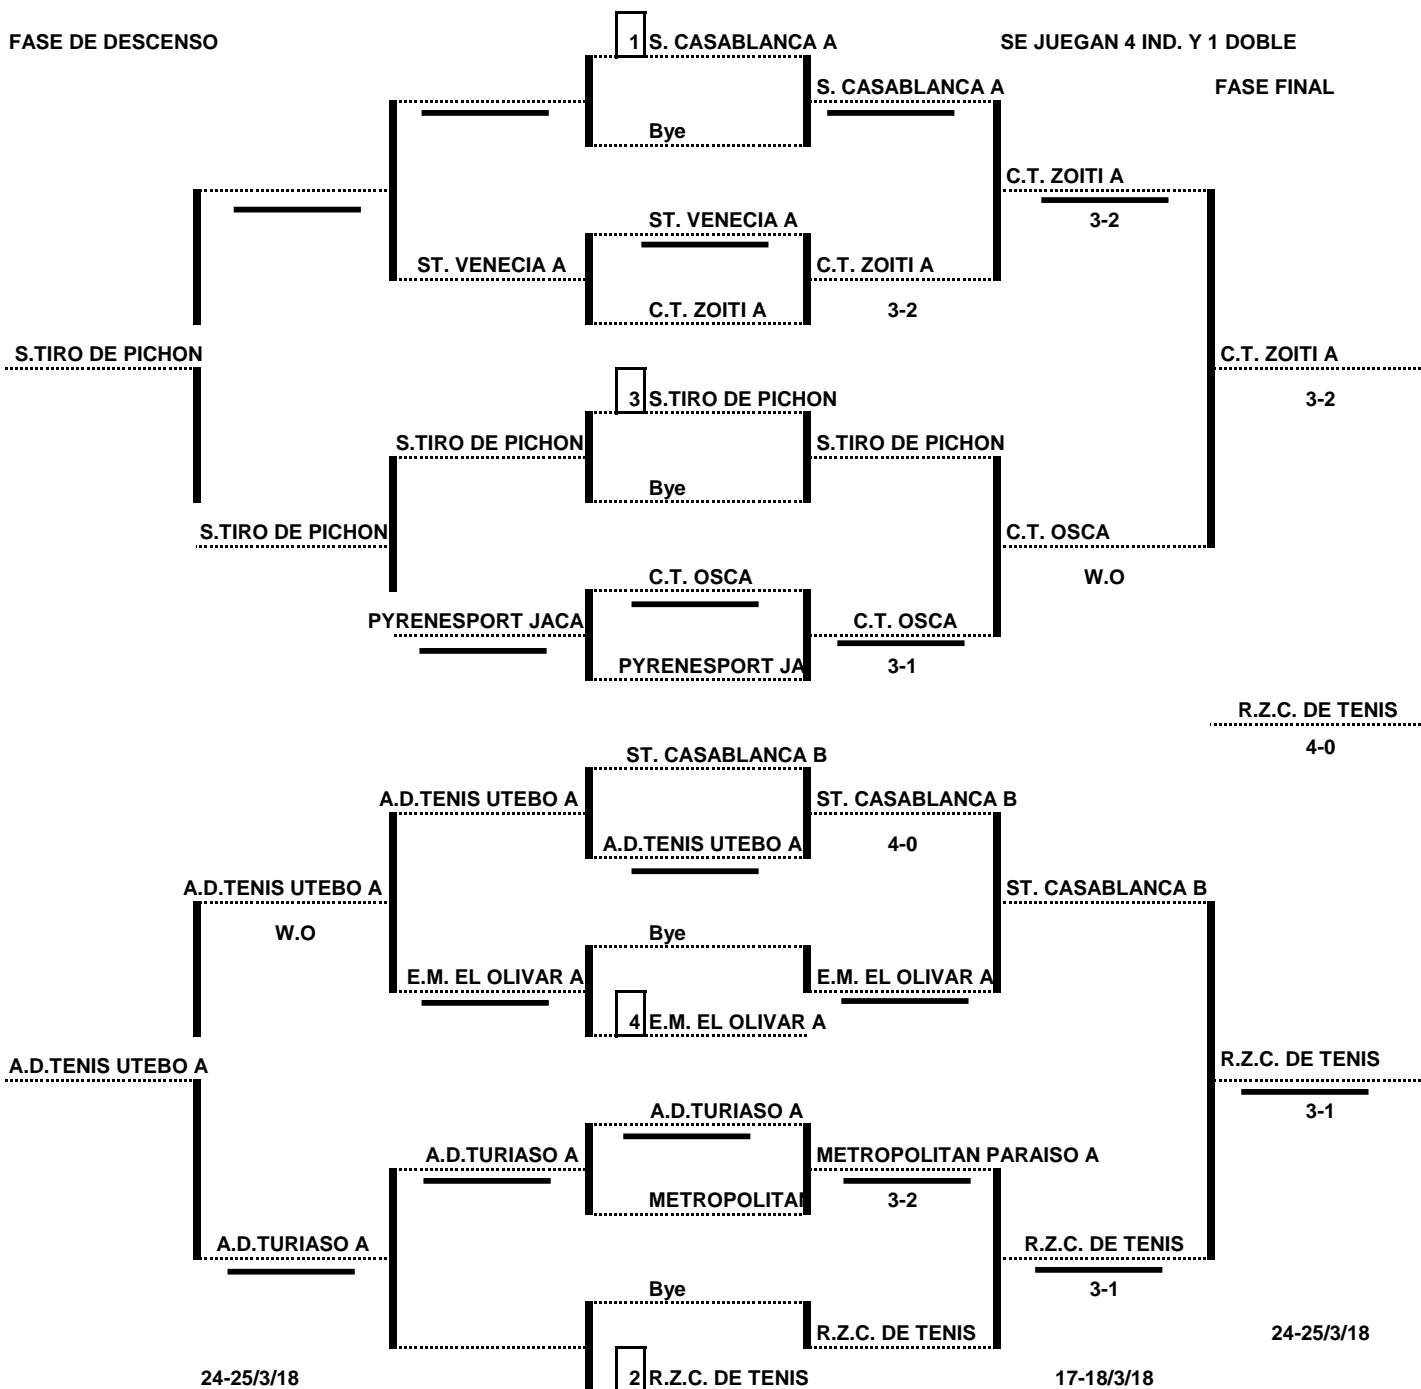 FASE DE DESCENSO
1 S. CASABLANCA A
SE JUEGAN 4 IND. Y 1 DOBLE
S. CASABLANCA A
FASE FINAL
Bye
C.T. ZOITI A
3-2
ST. VENECIA A
ST. VENECIA A
C.T. ZOITI A
C.T. ZOITI A
3-2
S.TIRO DE PICHON
C.T. ZOITI A
3 S.TIRO DE PICHON
3-2
S.TIRO DE PICHON
S.TIRO DE PICHON
Bye
S.TIRO DE PICHON
C.T. OSCA
C.T. OSCA
W.O
PYRENESPORT JACA
C.T. OSCA
PYRENESPORT JA
3-1
R.Z.C. DE TENIS
4-0
ST. CASABLANCA B
A.D.TENIS UTEBO A
ST. CASABLANCA B
A.D.TENIS UTEBO A
4-0
A.D.TENIS UTEBO A
ST. CASABLANCA B
W.O
Bye
E.M. EL OLIVAR A
E.M. EL OLIVAR A
4 E.M. EL OLIVAR A
A.D.TENIS UTEBO A
R.Z.C. DE TENIS
3-1
A.D.TURIASO A
A.D.TURIASO A
METROPOLITAN PARAISO A
METROPOLITAN
3-2
A.D.TURIASO A
R.Z.C. DE TENIS
Bye
3-1
R.Z.C. DE TENIS
24-25/3/18
24-25/3/18
2 R.Z.C. DE TENIS
17-18/3/18